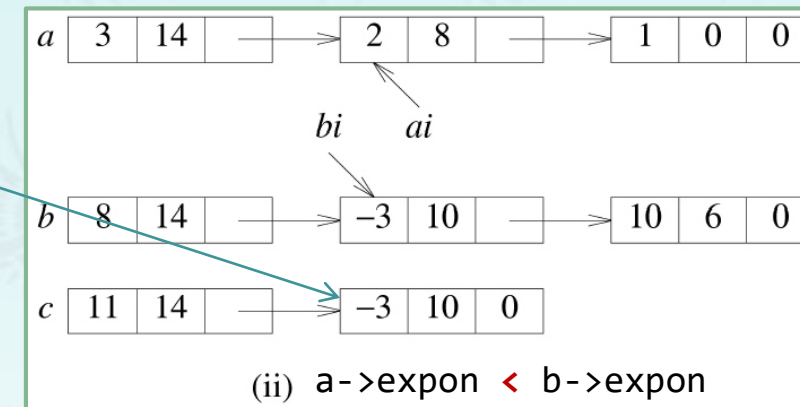 a 3 14 2 8 1 0 0
bi ai
b 8 14 −3 10 10 6 0
c 11 14 −3 10 0
(ii) a->expon < b->expon